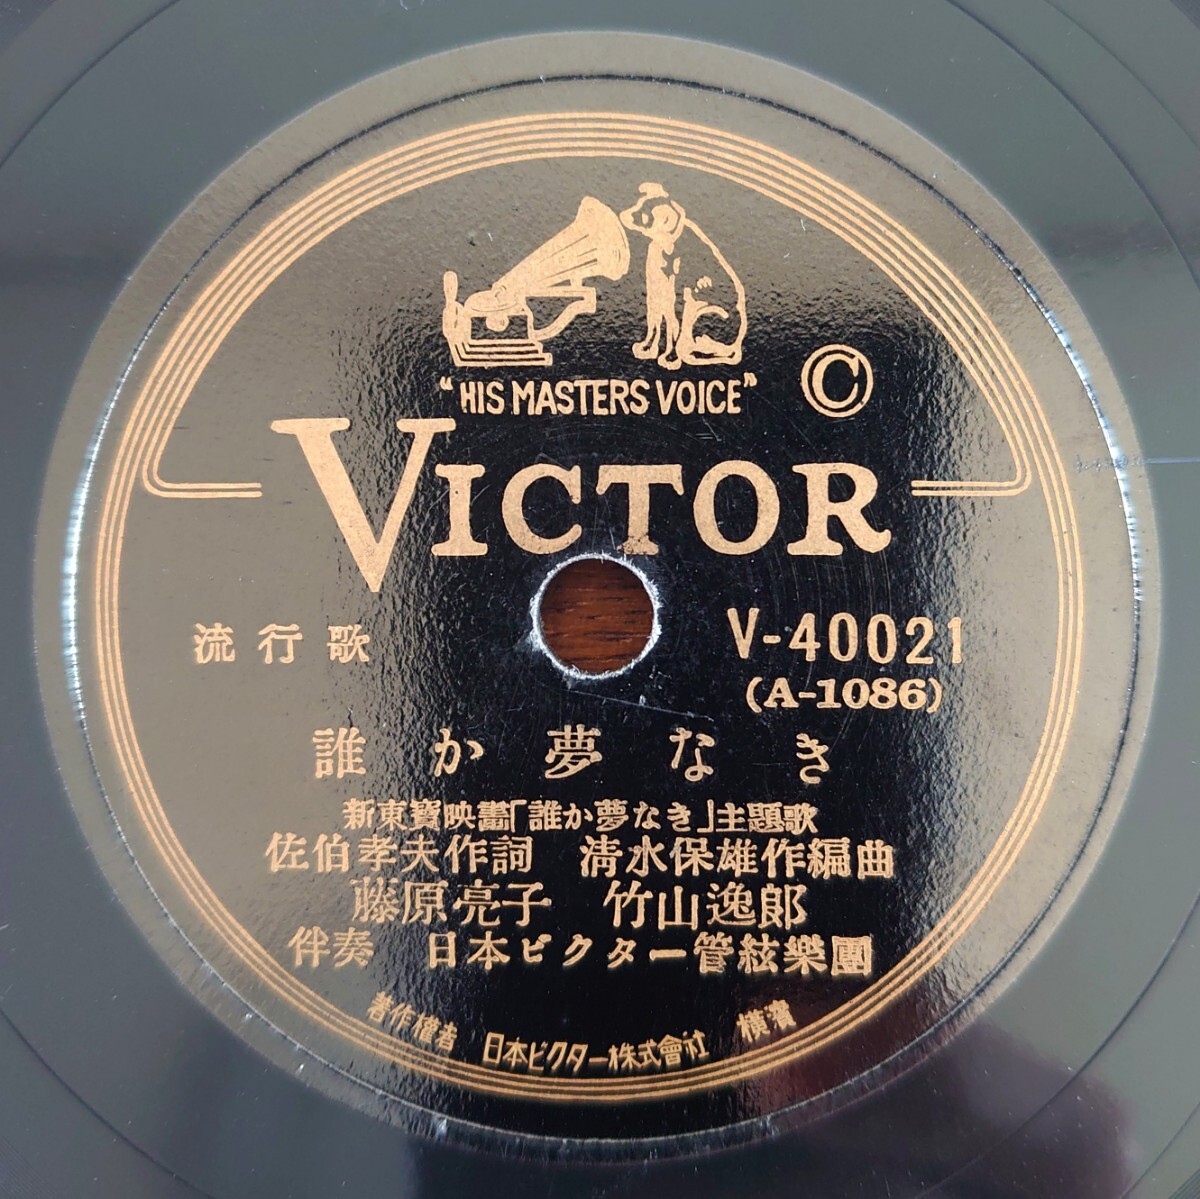 "HIS MASTERS VOICE"
©
VICTOR
流行歌
V-40021
(A-1086)
誰か夢なき
新東寶映畫「誰か夢なき」主題歌
佐伯孝夫作詞 清水保雄作編曲
藤原亮子 竹山逸郎
伴奏 日本ビクター管絃樂團
著作權者 日本ビクター株式會社 橫濱